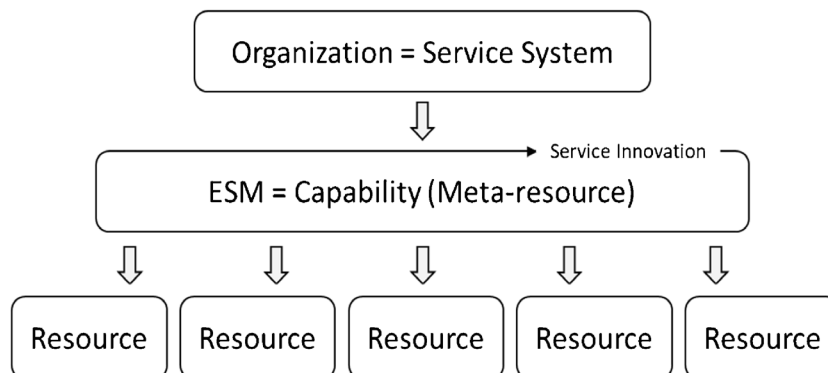 Organization = Service System
Service Innovation
ESM = Capability (Meta-resource)
Resource Resource Resource Resource Resource